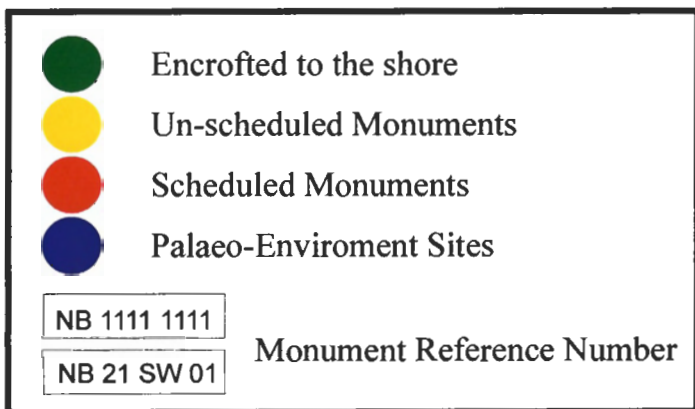 Encrofted to the shore
Un-scheduled Monuments
Scheduled Monuments
Palaeo-Enviroment Sites
NB 1111 1111
Monument Reference Number
NB 21 SW 01